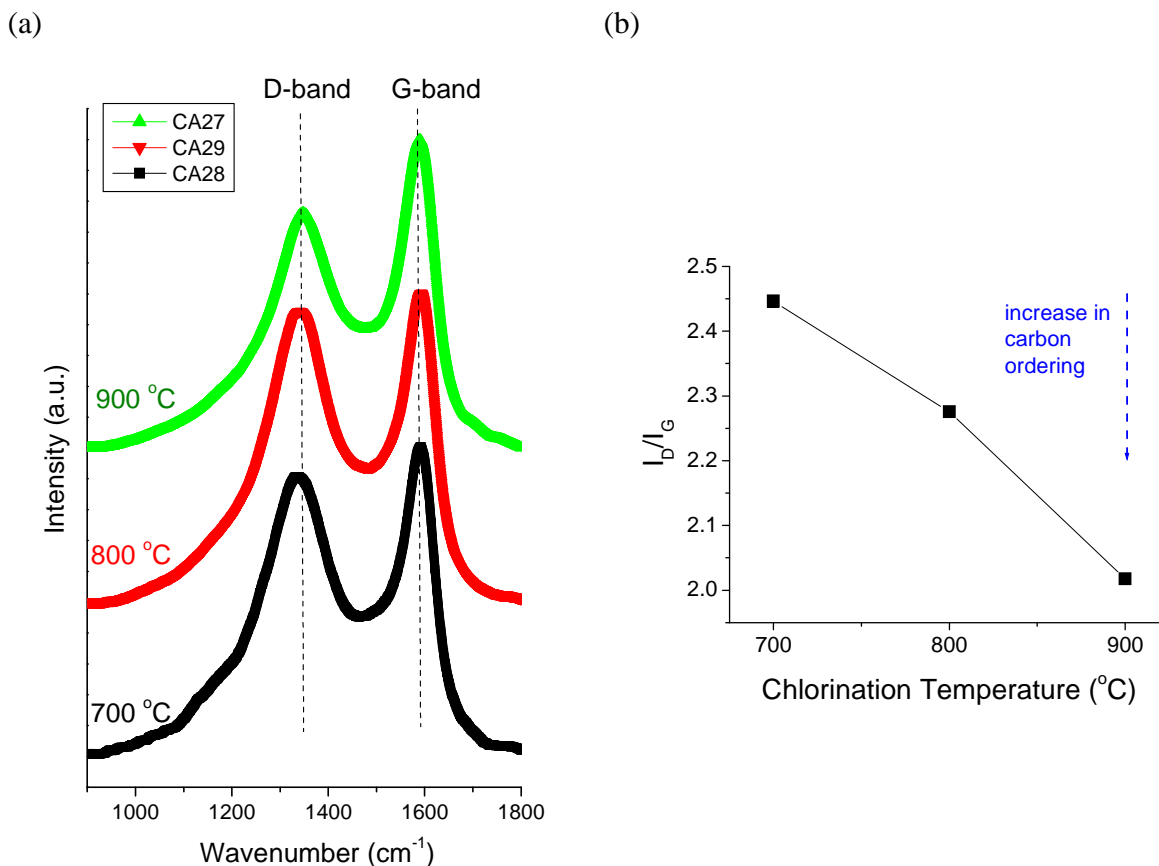 (a)
(b)
D-band
G-band
CA27
CA29
CA28
900 °C
800 °C
700 °C
Intensity (a.u.)
1000 1200 1400 1600 1800
Wavenumber (cm⁻¹)
2.5
2.4
2.3
2.2
2.1
2.0
I_D/I_G
increase in
carbon
ordering
700 800 900
Chlorination Temperature (°C)